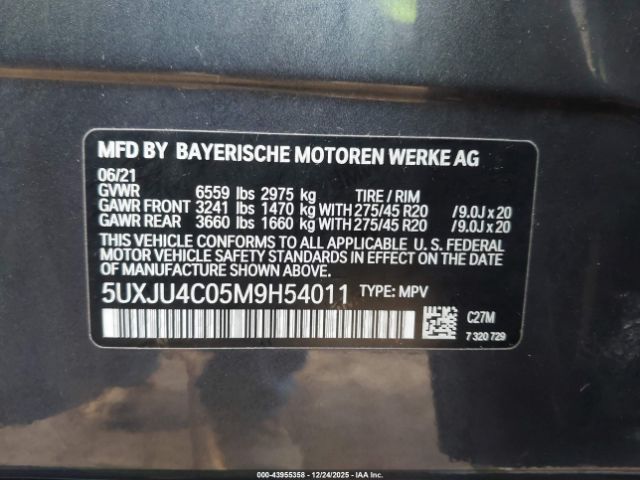 MFD BY BAYERISCHE MOTOREN WERKE AG
06/21
GVWR 6559 lbs 2975 kg TIRE / RIM
GAWR FRONT 3241 lbs 1470 kg WITH 275/45 R20 /9.0J x 20
GAWR REAR 3660 lbs 1660 kg WITH 275/45 R20 /9.0J x 20
THIS VEHICLE CONFORMS TO ALL APPLICABLE U. S. FEDERAL
MOTOR VEHICLE SAFETY STANDARDS IN EFFECT ON THE
DATE OF MANUFACTURE SHOWN ABOVE.
5UXJU4C05M9H54011 TYPE: MPV
C27M
7 320 729
000-43955358 - 12/24/2025 - IAAI.com